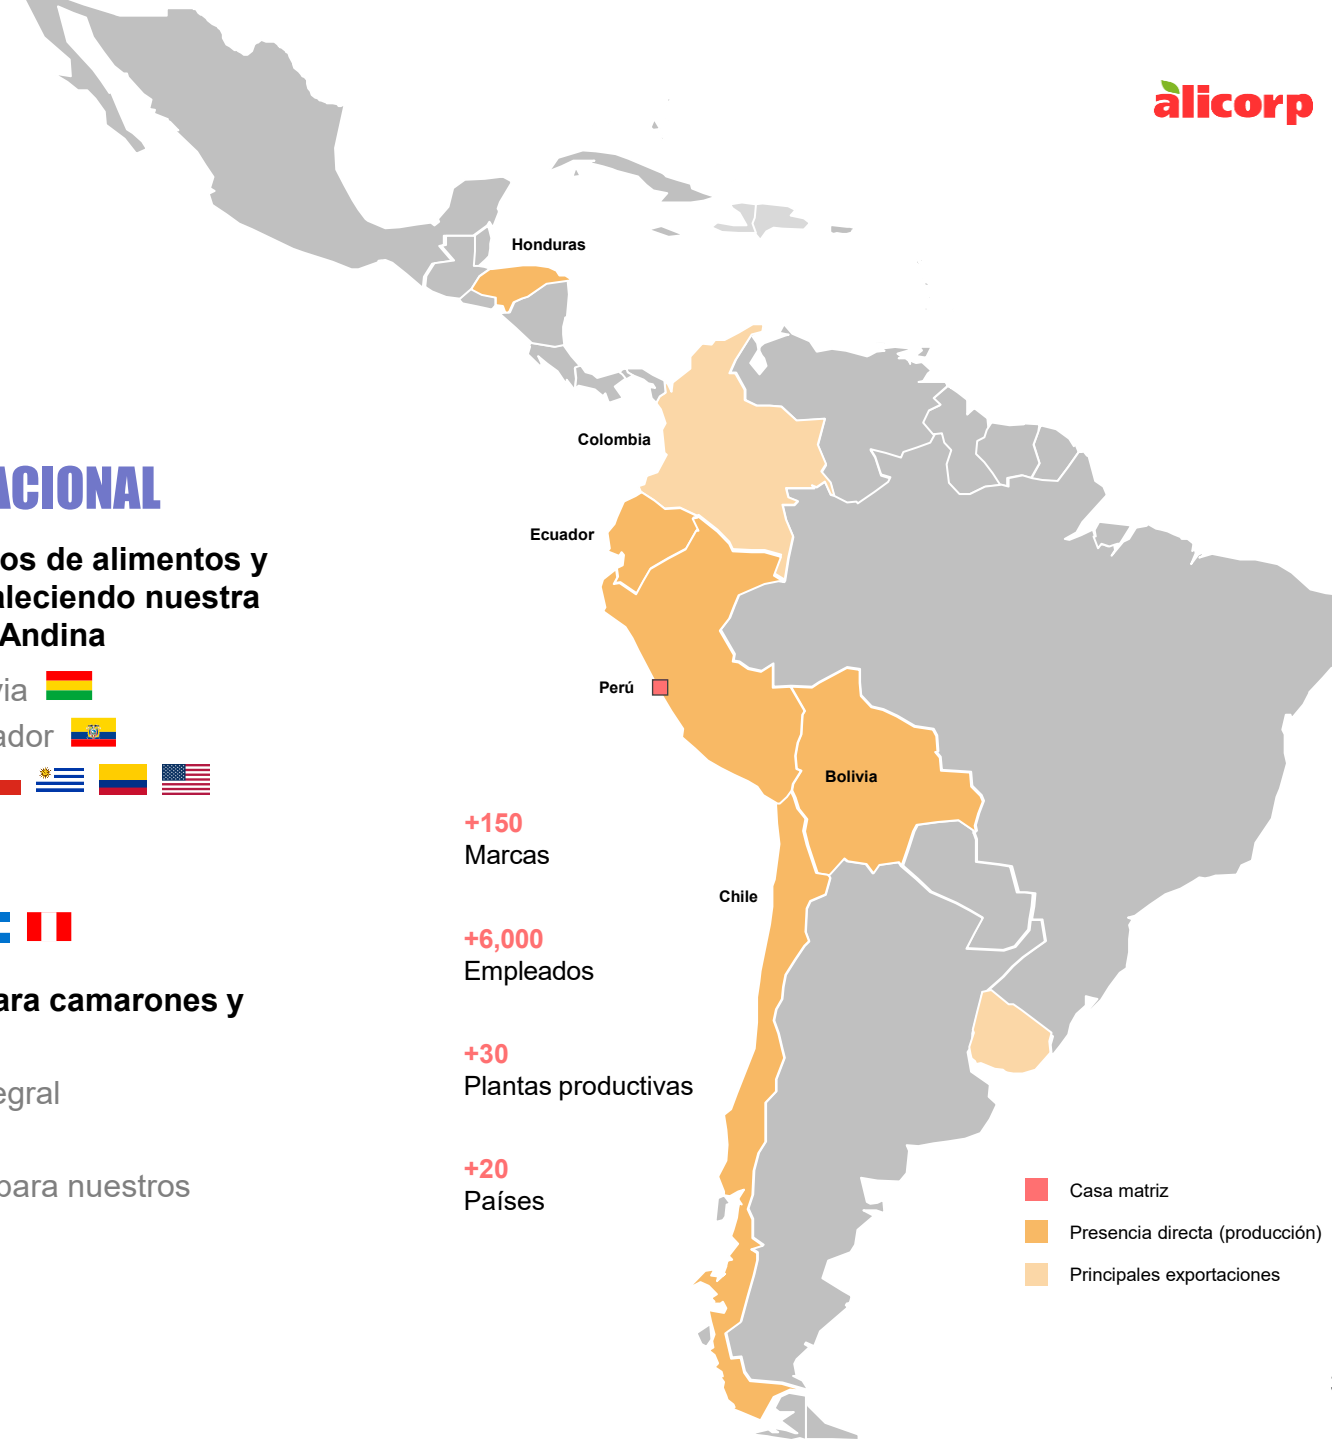 alicorp
Honduras
Colombia
Ecuador
Perú
Bolivia
Chile
ACIONAL
os de alimentos y
aleciendo nuestra
Andina
via
ador
ara camarones y
egral
para nuestros
+150
Marcas
+6,000
Empleados
+30
Plantas productivas
+20
Países
Casa matriz
Presencia directa (producción)
Principales exportaciones